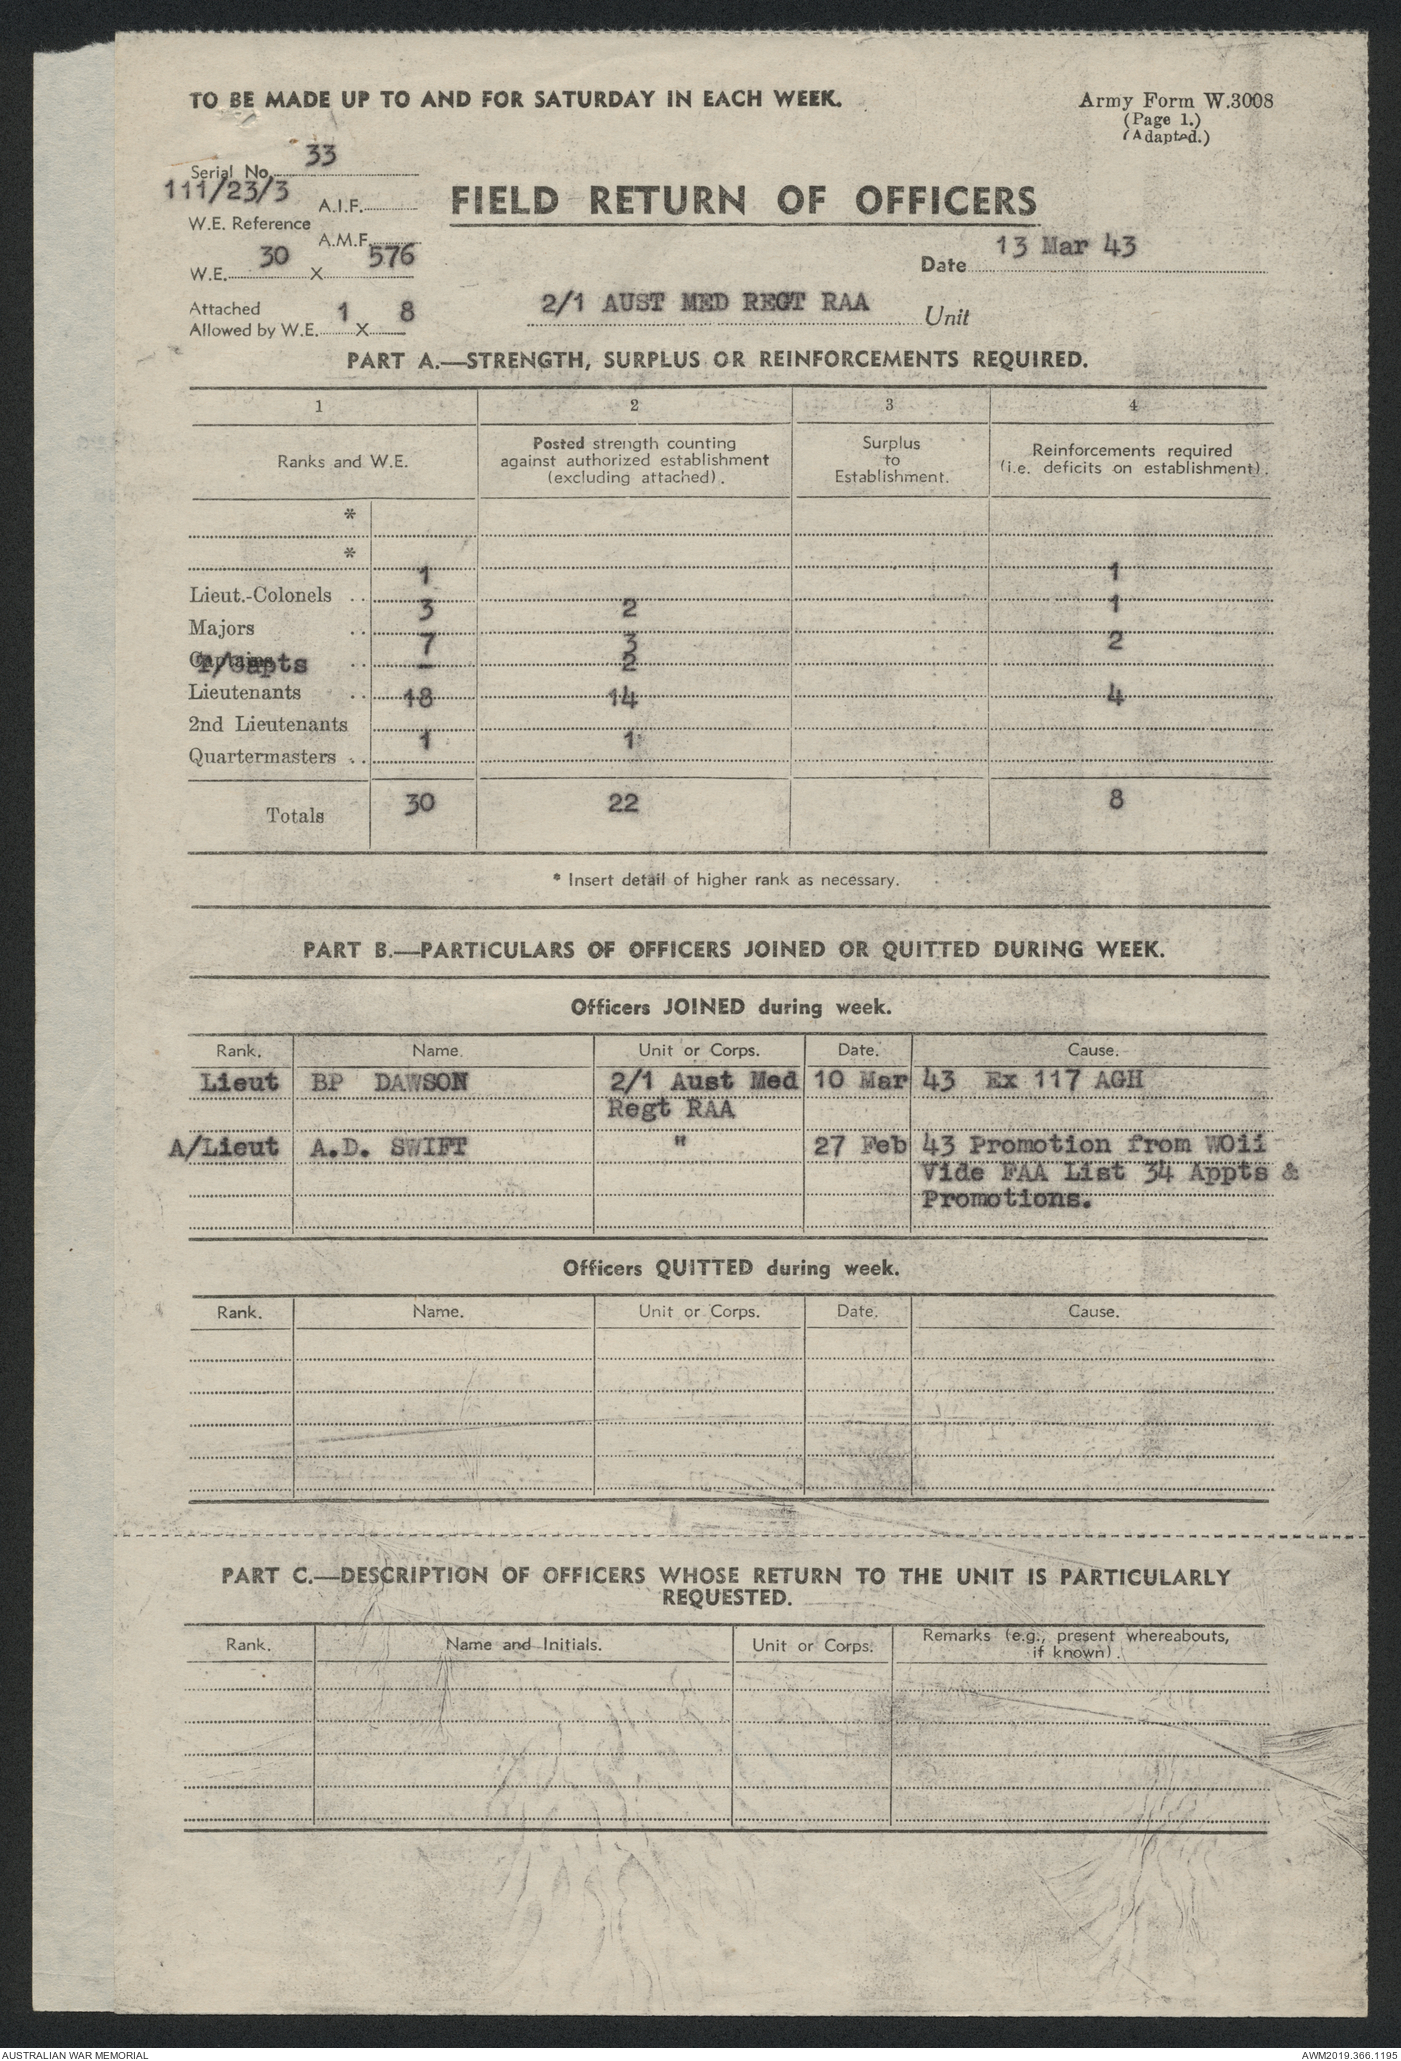 TO BE MADE UP TO AND FOR SATURDAY IN EACH WEEK.
Army Form W.3008
(Page 1.)
(Adapted.)
Serial No. 33
111/23/3
A.I.F.
W.E. Reference
A.M.F.
FIELD RETURN OF OFFICERS
W.E. 30 X 576
Date 13 Mar 43
Attached
Allowed by W.E. 1 X 8
2/1 AUST MED REGT RAA Unit
PART A.—STRENGTH, SURPLUS OR REINFORCEMENTS REQUIRED.
1 2 3 4
Ranks and W.E.
Posted strength counting
against authorized establishment
(excluding attached).
Surplus
to
Establishment.
Reinforcements required
(i.e. deficits on establishment).
*
*
Lieut.-Colonels .. 1 1
Majors .. 3 2 1
Captains 7 3 2
T/Capts .. — 2
Lieutenants .. 18 14 4
2nd Lieutenants
Quartermasters .. 1 1
Totals 30 22 8
* Insert detail of higher rank as necessary.
PART B.—PARTICULARS OF OFFICERS JOINED OR QUITTED DURING WEEK.
Officers JOINED during week.
Rank. Name. Unit or Corps. Date. Cause.
Lieut BP DAWSON 2/1 Aust Med 10 Mar 43 Ex 117 AGH
Regt RAA
A/Lieut A.D. SWIFT " 27 Feb 43 Promotion from WOii
Vide FAA List 34 Appts &
Promotions.
Officers QUITTED during week.
Rank. Name. Unit or Corps. Date. Cause.
PART C.—DESCRIPTION OF OFFICERS WHOSE RETURN TO THE UNIT IS PARTICULARLY
REQUESTED.
Rank. Name and Initials. Unit or Corps. Remarks (e.g., present whereabouts,
if known).
AUSTRALIAN WAR MEMORIAL
AWM2019.366.1195